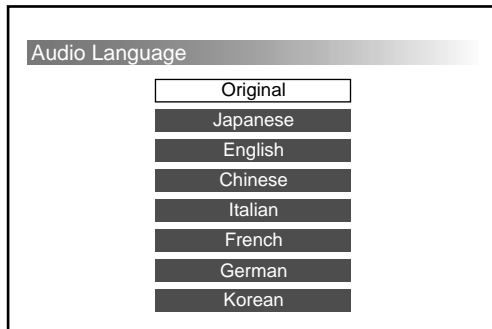 Audio Language
Original
Japanese
English
Chinese
Italian
French
German
Korean